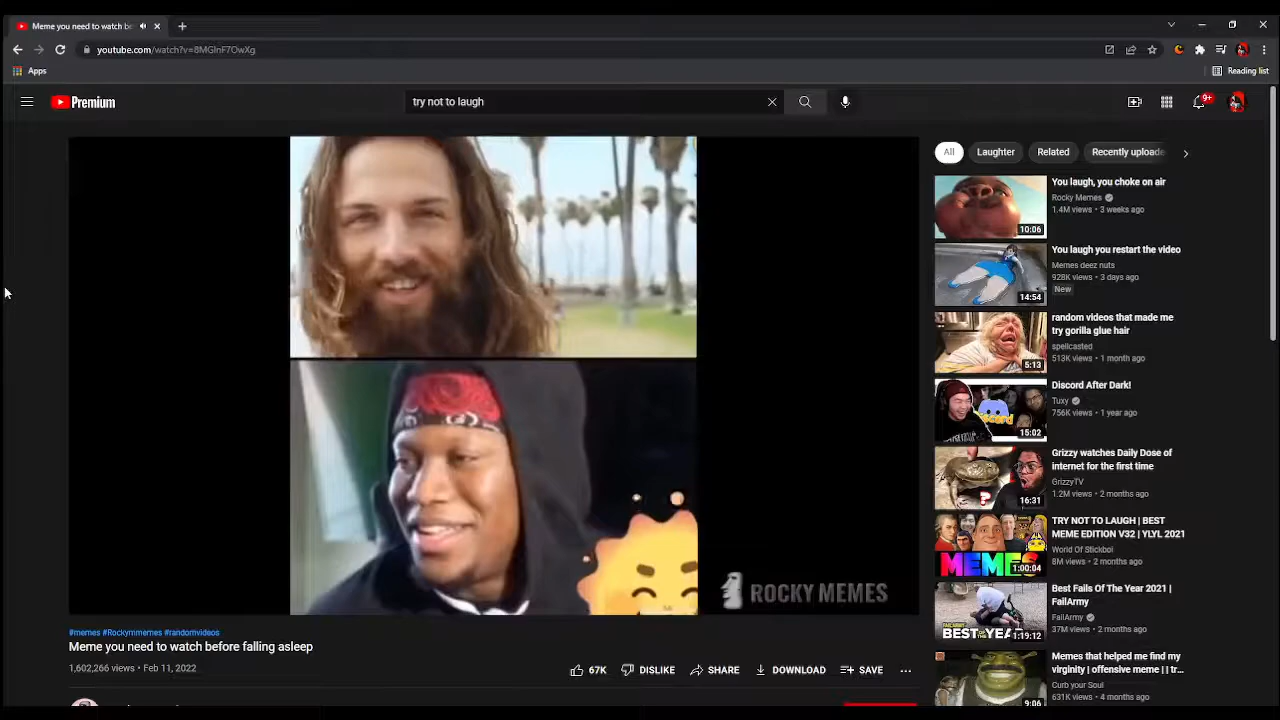 Meme you need to watch be
youtube.com/watch?v=8MGlnF7OwXg
Apps
Reading list
Premium
try not to laugh
9+
ROCKY MEMES
#memes #Rockymmemes #randomvideos
Meme you need to watch before falling asleep
1,602,266 views • Feb 11, 2022
67K
DISLIKE
SHARE
DOWNLOAD
SAVE
All
Laughter
Related
Recently uploade
10:06
You laugh, you choke on air
Rocky Memes
1.4M views • 3 weeks ago
14:54
You laugh you restart the video
Memes deez nuts
928K views • 3 days ago
New
5:13
random videos that made me
try gorilla glue hair
spellcasted
513K views • 1 month ago
Discord
15:02
Discord After Dark!
Tuxy
756K views • 1 year ago
?
16:31
Grizzy watches Daily Dose of
internet for the first time
GrizzyTV
1.2M views • 2 months ago
MEMES
1:00:04
TRY NOT TO LAUGH | BEST
MEME EDITION V32 | YLYL 2021
World Of Stickbol
8M views • 2 months ago
BEST YEA
1:19:12
Best Fails Of The Year 2021 |
FailArmy
FailArmy
37M views • 2 months ago
9:06
Memes that helped me find my
virginity | offensive meme | | tr...
Curb your Soul
631K views • 4 months ago